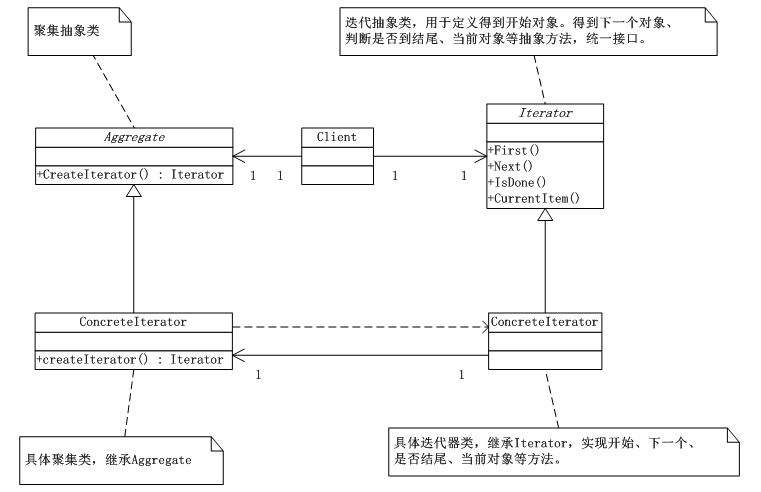 聚集抽象类
迭代抽象类，用于定义得到开始对象。得到下一个对象、
判断是否到结尾、当前对象等抽象方法，统一接口。
Aggregate
+CreateIterator() : Iterator
Client
Iterator
+First()
+Next()
+IsDone()
+CurrentItem()
1
1
1
1
ConcreteIterator
+createIterator() : Iterator
ConcreteIterator
1
1
具体聚集类，继承Aggregate
具体迭代器类，继承Iterator，实现开始、下一个、
是否结尾、当前对象等方法。